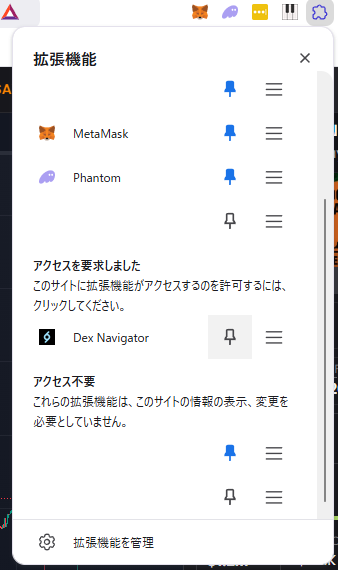 拡張機能
MetaMask
Phantom
アクセスを要求しました
このサイトに拡張機能がアクセスするのを許可するには、
クリックしてください。
Dex Navigator
アクセス不要
これらの拡張機能は、このサイトの情報の表示、変更を
必要としていません。
拡張機能を管理